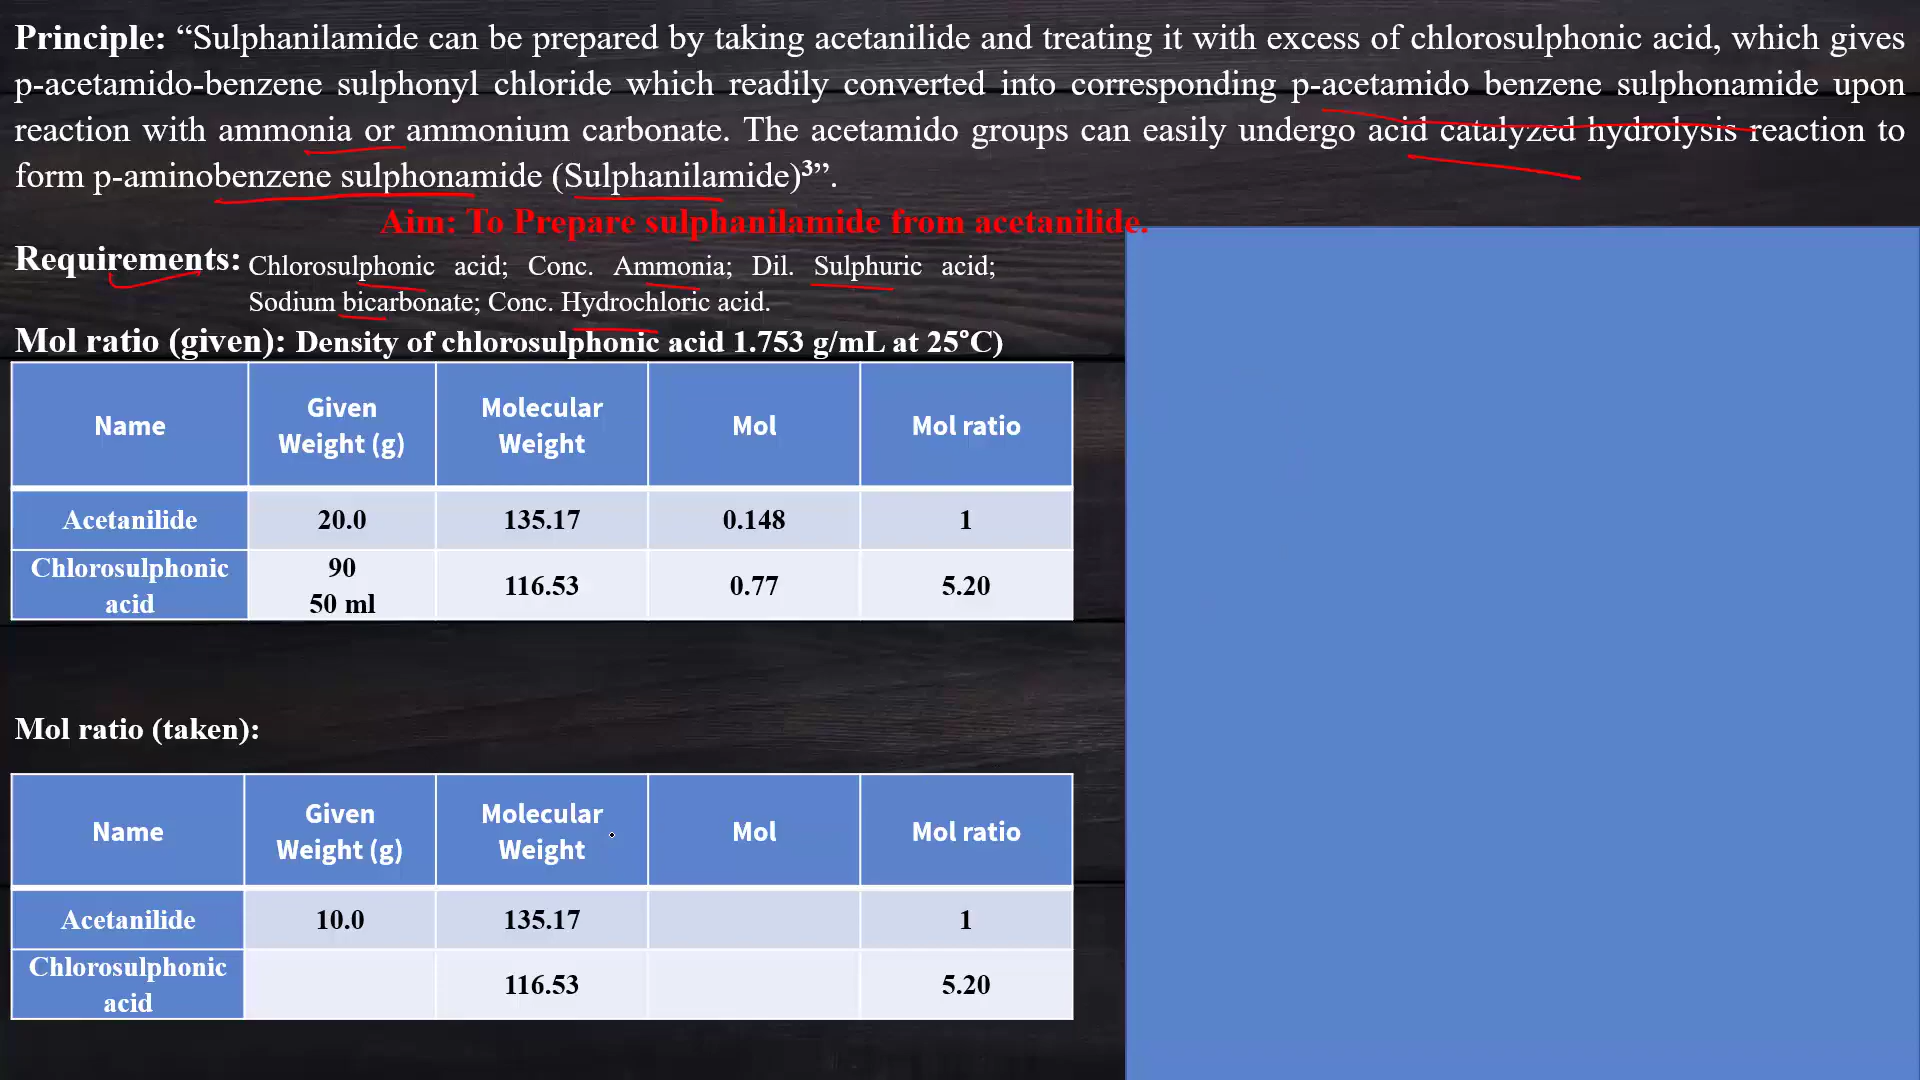 Principle: “Sulphanilamide can be prepared by taking acetanilide and treating it with excess of chlorosulphonic acid, which gives
p-acetamido-benzene sulphonyl chloride which readily converted into corresponding p-acetamido benzene sulphonamide upon
reaction with ammonia or ammonium carbonate. The acetamido groups can easily undergo acid catalyzed hydrolysis reaction to
form p-aminobenzene sulphonamide (Sulphanilamide)³”.
Aim: To Prepare sulphanilamide from acetanilide.
Requirements: Chlorosulphonic acid; Conc. Ammonia; Dil. Sulphuric acid;
Sodium bicarbonate; Conc. Hydrochloric acid.
Mol ratio (given): Density of chlorosulphonic acid 1.753 g/mL at 25°C)
Name Given Weight (g) Molecular Weight Mol Mol ratio
Acetanilide 20.0 135.17 0.148 1
Chlorosulphonic acid 90 50 ml 116.53 0.77 5.20
Mol ratio (taken):
Name Given Weight (g) Molecular Weight Mol Mol ratio
Acetanilide 10.0 135.17 1
Chlorosulphonic acid 116.53 5.20